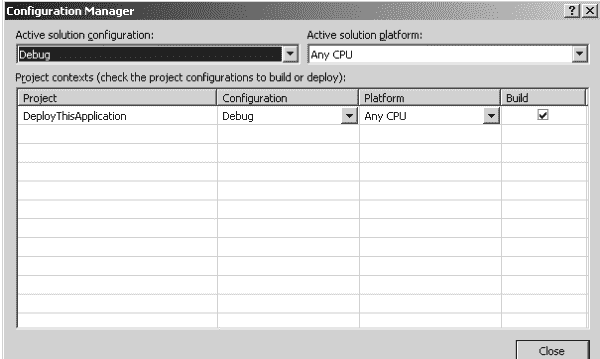 Configuration Manager
Active solution configuration: Active solution platform:
Debug Any CPU
Project contexts (check the project configurations to build or deploy):
Project Configuration Platform Build
DeployThisApplication Debug Any CPU
Close